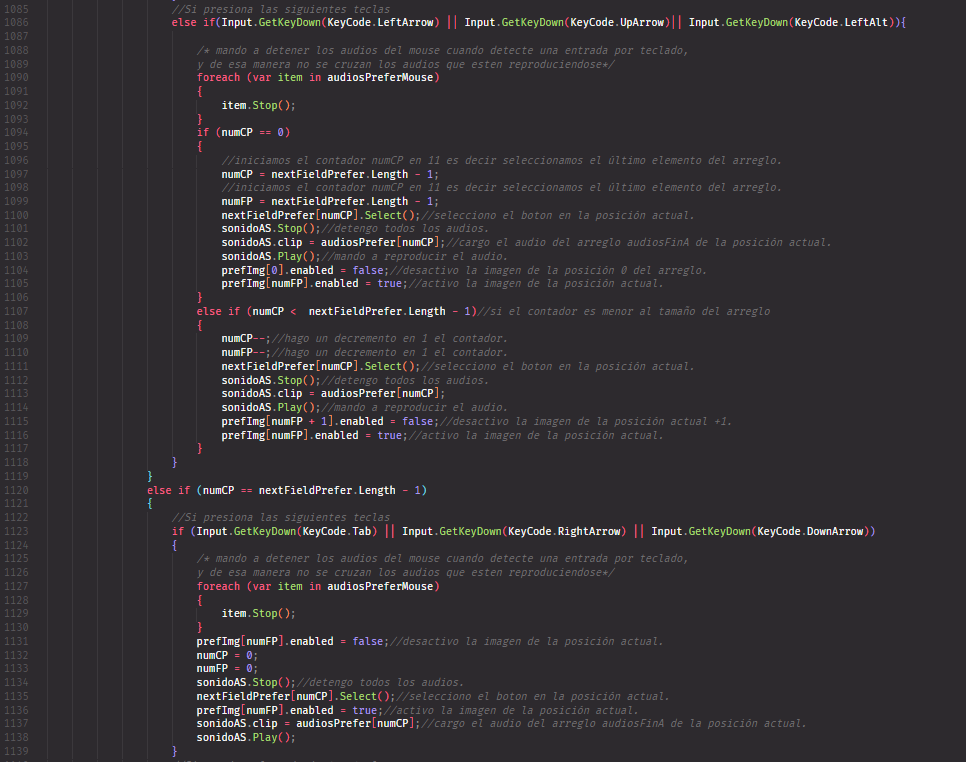 1085 //Si presiona las siguientes teclas
1086 else if(Input.GetKeyDown(KeyCode.LeftArrow) || Input.GetKeyDown(KeyCode.UpArrow)|| Input.GetKeyDown(KeyCode.LeftAlt)){
1087
1088 /* mando a detener los audios del mouse cuando detecte una entrada por teclado,
1089 y de esa manera no se cruzan los audios que esten reproduciendose*/
1090 foreach (var item in audiosPreferMouse)
1091 {
1092 item.Stop();
1093 }
1094 if (numCP == 0)
1095 {
1096 //iniciamos el contador numCP en 11 es decir seleccionamos el último elemento del arreglo.
1097 numCP = nextFieldPrefer.Length - 1;
1098 //iniciamos el contador numCP en 11 es decir seleccionamos el último elemento del arreglo.
1099 numFP = nextFieldPrefer.Length - 1;
1100 nextFieldPrefer[numCP].Select();//selecciono el boton en la posición actual.
1101 sonidoAS.Stop();//detengo todos los audios.
1102 sonidoAS.clip = audiosPrefer[numCP];//cargo el audio del arreglo audiosFinA de la posición actual.
1103 sonidoAS.Play();//mando a reproducir el audio.
1104 prefImg[0].enabled = false;//desactivo la imagen de la posición 0 del arreglo.
1105 prefImg[numFP].enabled = true;//activo la imagen de la posición actual.
1106 }
1107 else if (numCP <  nextFieldPrefer.Length - 1)//si el contador es menor al tamaño del arreglo
1108 {
1109 numCP--;//hago un decremento en 1 el contador.
1110 numFP--;//hago un decremento en 1 el contador.
1111 nextFieldPrefer[numCP].Select();//selecciono el boton en la posición actual.
1112 sonidoAS.Stop();//detengo todos los audios.
1113 sonidoAS.clip = audiosPrefer[numCP];
1114 sonidoAS.Play();//mando a reproducir el audio.
1115 prefImg[numFP + 1].enabled = false;//desactivo la imagen de la posición actual +1.
1116 prefImg[numFP].enabled = true;//activo la imagen de la posición actual.
1117 }
1118 }
1119 }
1120 else if (numCP == nextFieldPrefer.Length - 1)
1121 {
1122 //Si presiona las siguientes teclas
1123 if (Input.GetKeyDown(KeyCode.Tab) || Input.GetKeyDown(KeyCode.RightArrow) || Input.GetKeyDown(KeyCode.DownArrow))
1124 {
1125 /* mando a detener los audios del mouse cuando detecte una entrada por teclado,
1126 y de esa manera no se cruzan los audios que esten reproduciendose*/
1127 foreach (var item in audiosPreferMouse)
1128 {
1129 item.Stop();
1130 }
1131 prefImg[numFP].enabled = false;//desactivo la imagen de la posición actual.
1132 numCP = 0;
1133 numFP = 0;
1134 sonidoAS.Stop();//detengo todos los audios.
1135 nextFieldPrefer[numCP].Select();//selecciono el boton en la posición actual.
1136 prefImg[numFP].enabled = true;//activo la imagen de la posición actual.
1137 sonidoAS.clip = audiosPrefer[numCP];//cargo el audio del arreglo audiosFinA de la posición actual.
1138 sonidoAS.Play();
1139 }